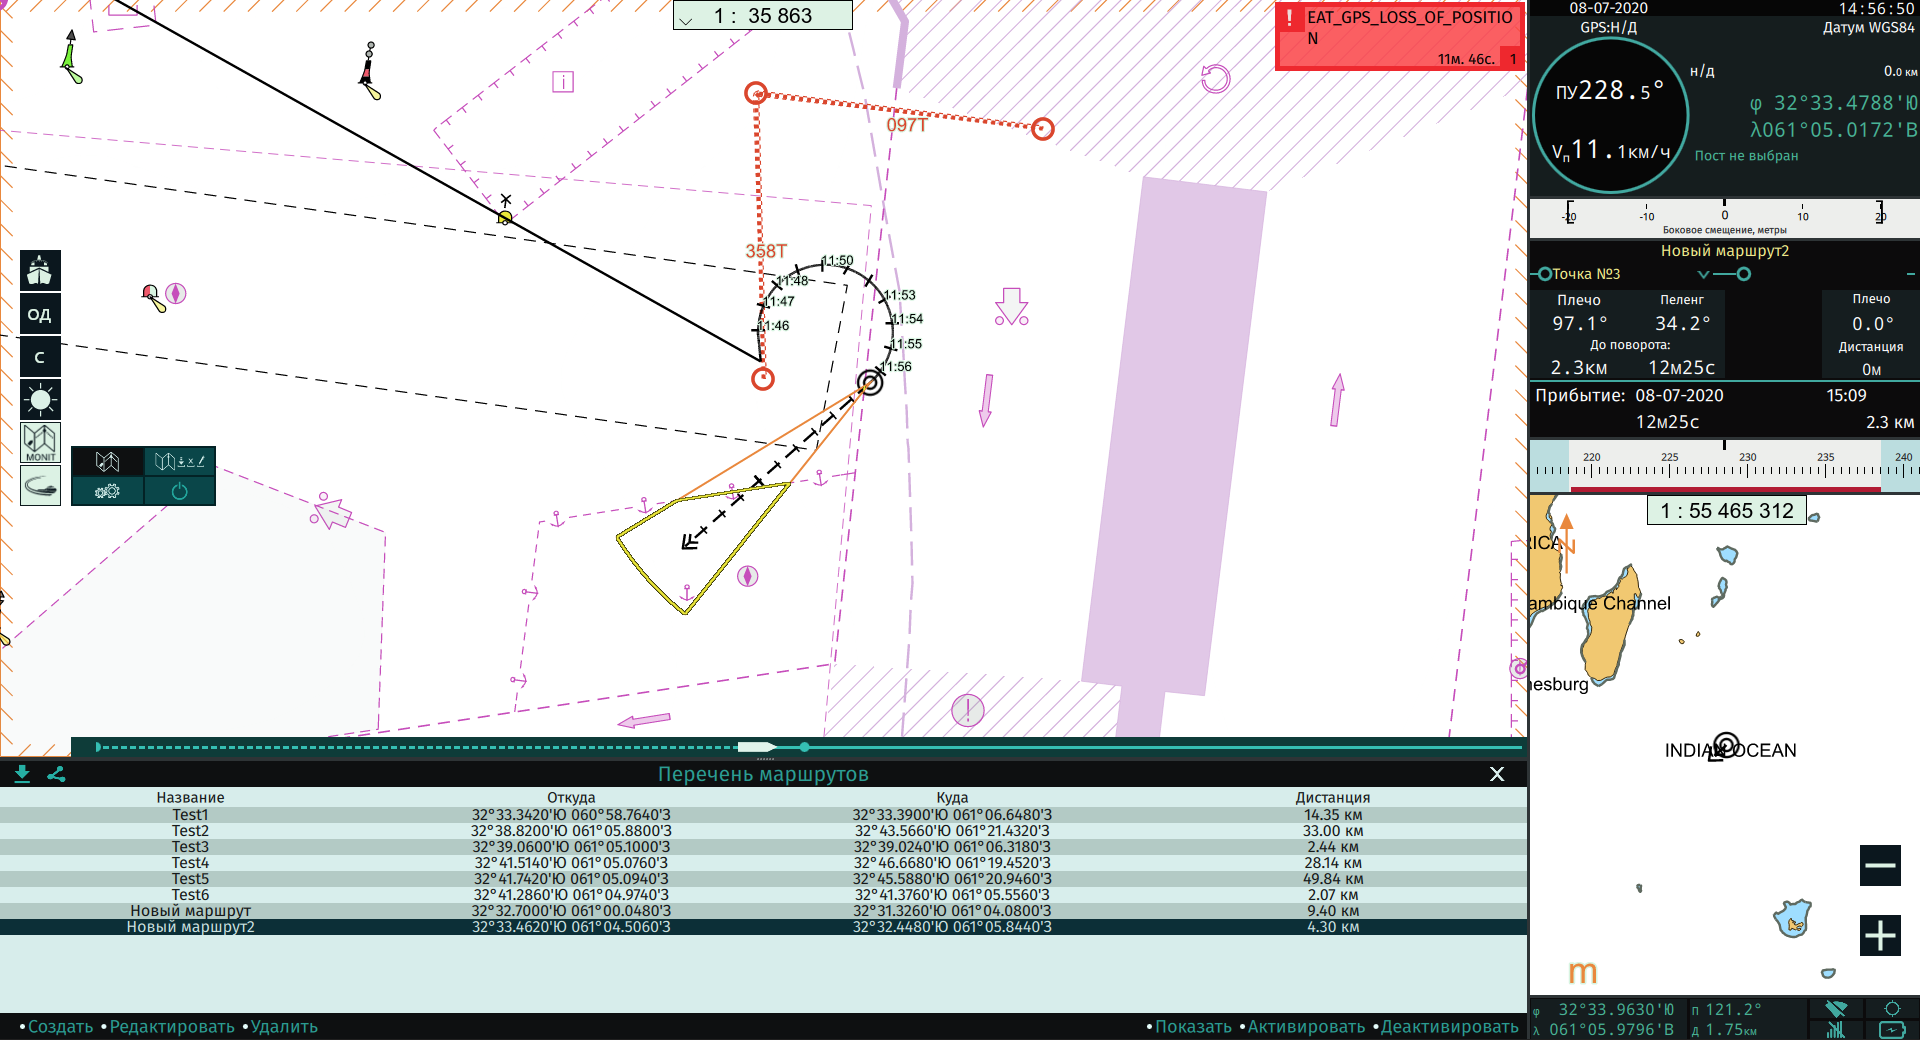 1 : 35 863
EAT_GPS_LOSS_OF_POSITIO
N
11м. 46с. 1
097T
358T
11:50
11:48
11:47
11:46
11:53
11:54
11:55
11:56
ОД
С
MONIT
08-07-2020 14:56:50
GPS:Н/Д Датум WGS84
ПУ228.5°
Vп11.1км/ч
н/д 0.0 км
φ 32°33.4788'Ю
λ061°05.0172'В
Пост не выбран
-20 -10 0 10 20
Боковое смещение, метры
Новый маршрут2
Точка №3
Плечо Пеленг Плечо
97.1° 34.2° 0.0°
До поворота: Дистанция
2.3км 12м25с 0м
Прибытие: 08-07-2020 15:09
12м25с 2.3 км
220 225 230 235 240
1 : 55 465 312
RICA
N
ambique Channel
nesburg
INDIAN OCEAN
m
φ 32°33.9630'Ю П 121.2°
λ 061°05.9796'В Д 1.75км
Перечень маршрутов X
Название Откуда Куда Дистанция
Test1 32°33.3420'Ю 060°58.7640'З 32°33.3900'Ю 061°06.6480'З 14.35 км
Test2 32°38.8200'Ю 061°05.8800'З 32°43.5660'Ю 061°21.4320'З 33.00 км
Test3 32°39.0600'Ю 061°05.1000'З 32°39.0240'Ю 061°06.3180'З 2.44 км
Test4 32°41.5140'Ю 061°05.0760'З 32°46.6680'Ю 061°19.4520'З 28.14 км
Test5 32°41.7420'Ю 061°05.0940'З 32°45.5880'Ю 061°20.9460'З 49.84 км
Test6 32°41.2860'Ю 061°04.9740'З 32°41.3760'Ю 061°05.5560'З 2.07 км
Новый маршрут 32°32.7000'Ю 061°00.0480'З 32°31.3260'Ю 061°04.0800'З 9.40 км
Новый маршрут2 32°33.4620'Ю 061°04.5060'З 32°32.4480'Ю 061°05.8440'З 4.30 км
•Создать •Редактировать •Удалить •Показать •Активировать •Деактивировать